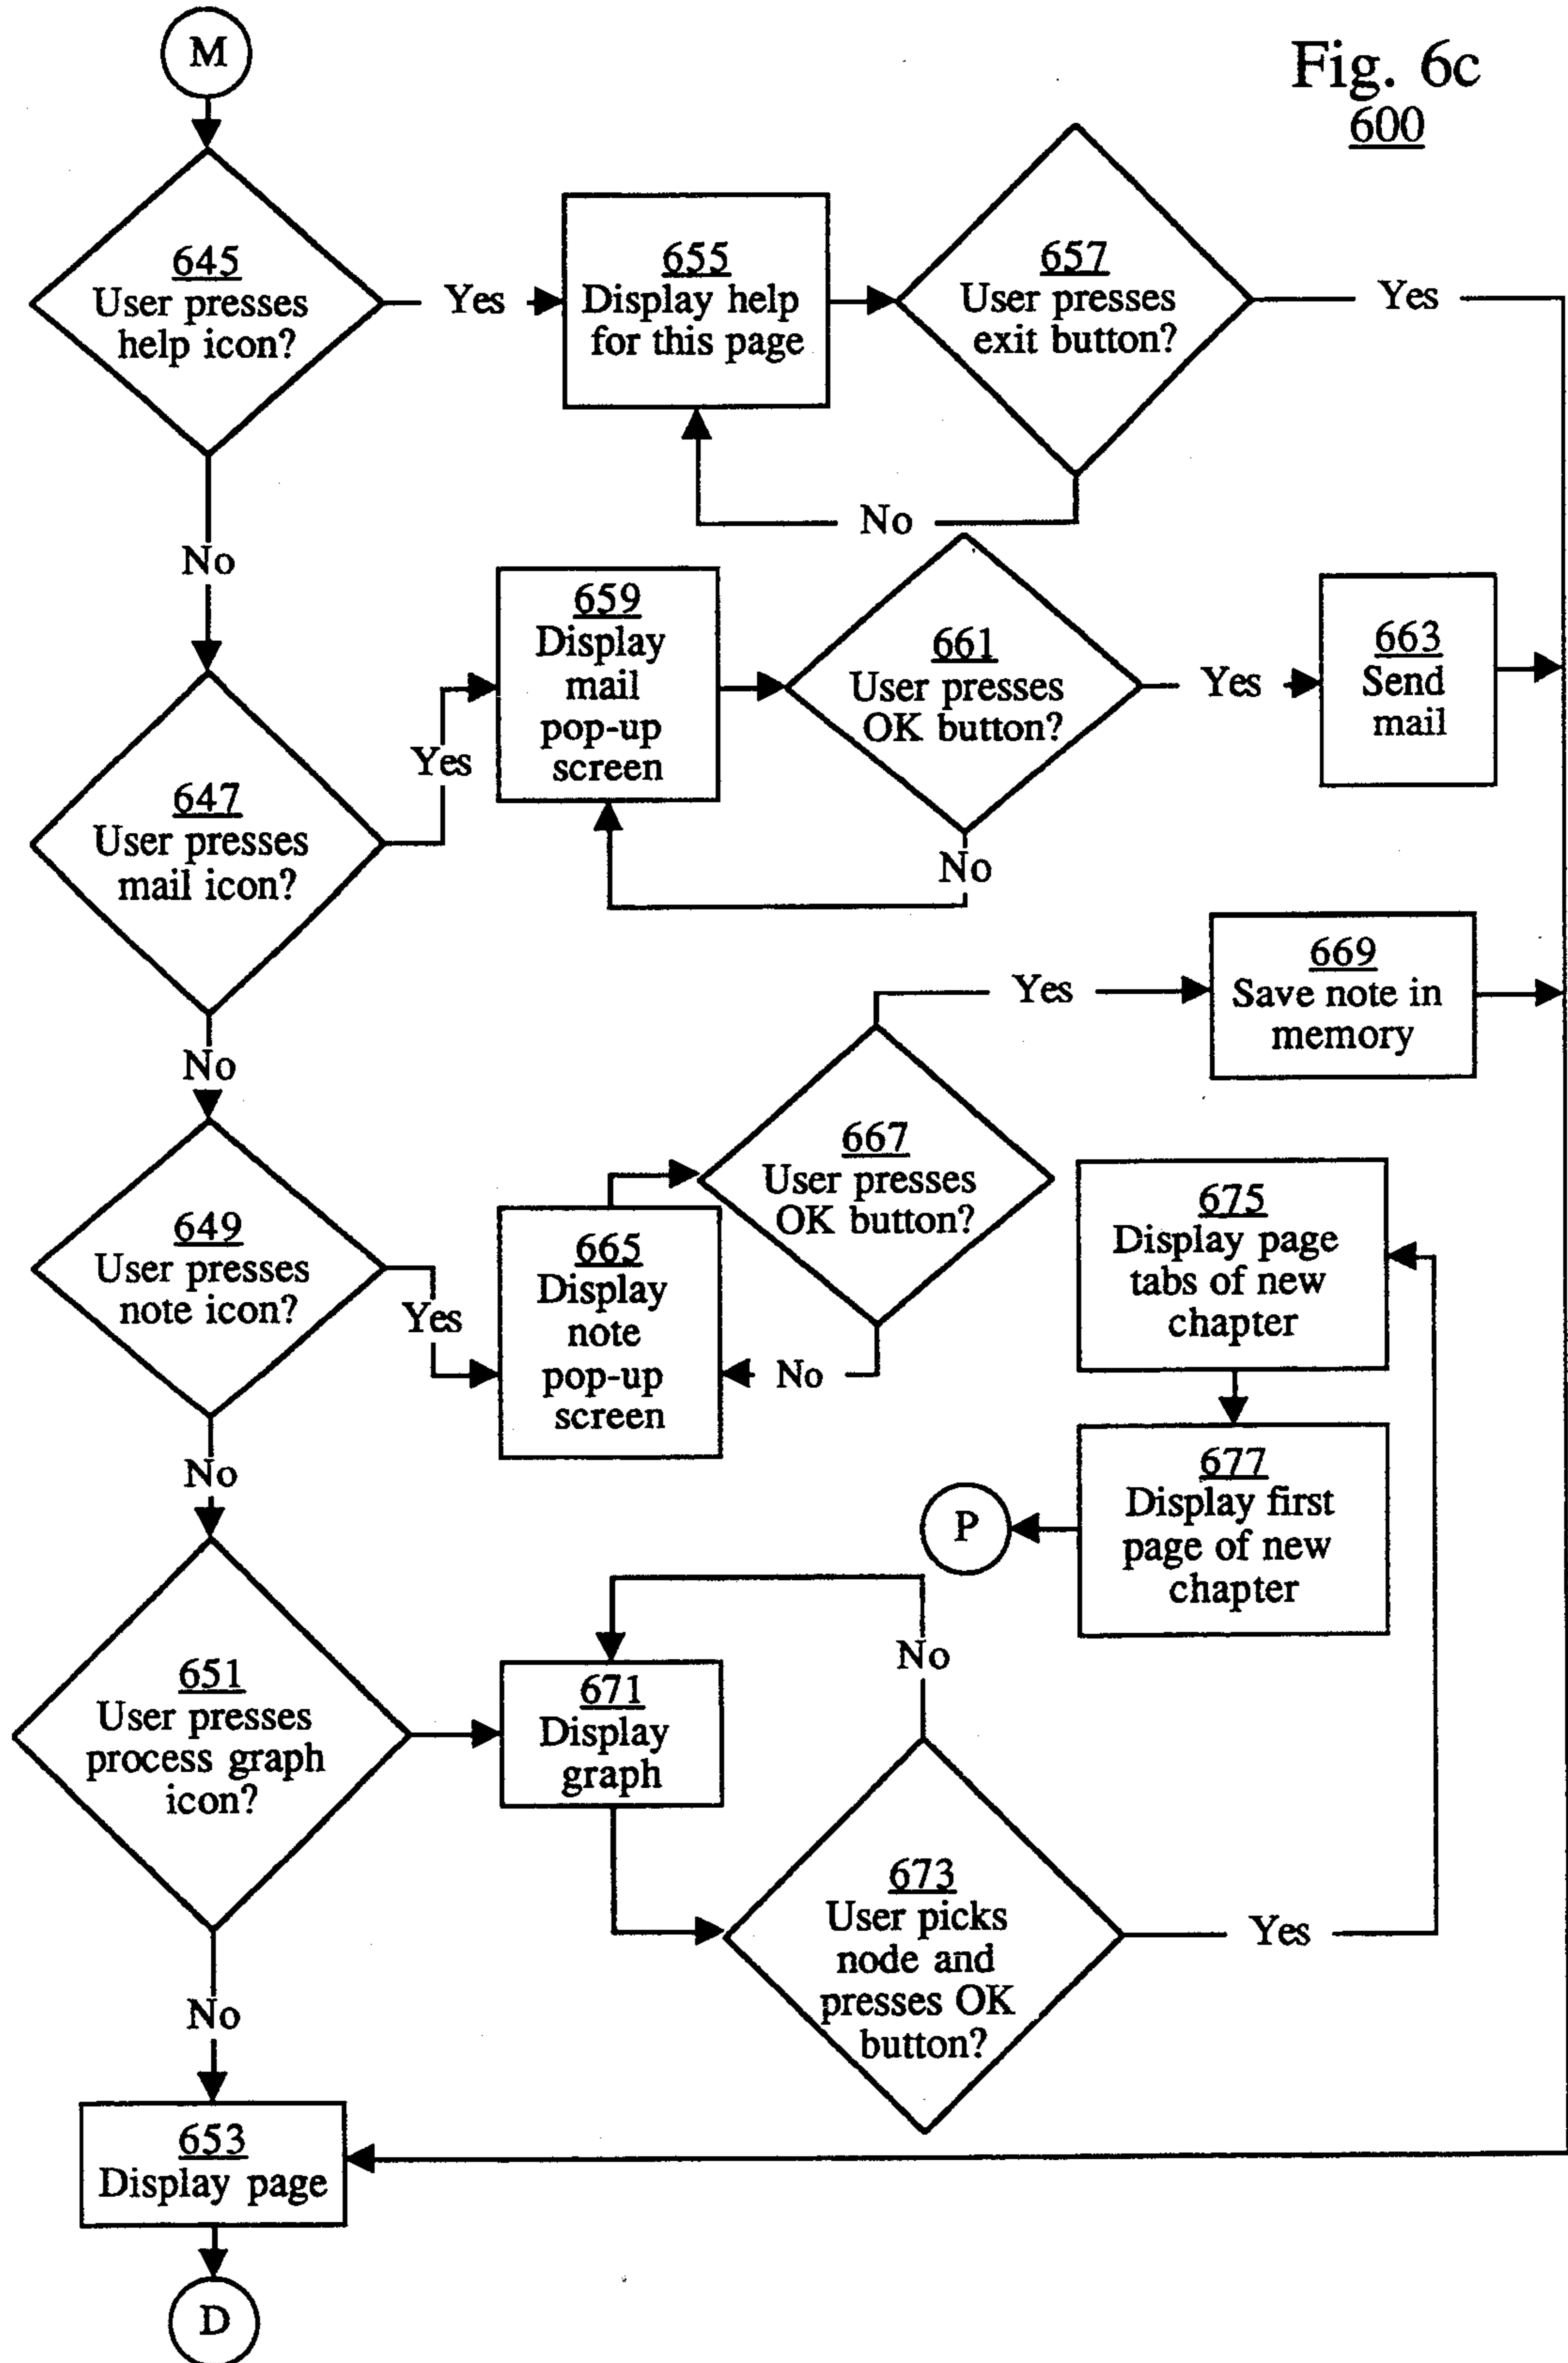 Fig. 6c
600
M
645
User presses
help icon?
Yes
655
Display help
for this page
657
User presses
exit button?
Yes
No
No
659
Display
mail
pop-up
screen
661
User presses
OK button?
Yes
663
Send
mail
Yes
647
User presses
mail icon?
No
No
Yes
669
Save note in
memory
667
User presses
OK button?
649
User presses
note icon?
Yes
665
Display
note
pop-up
screen
No
675
Display page
tabs of new
chapter
No
677
Display first
page of new
chapter
P
No
651
User presses
process graph
icon?
671
Display
graph
673
User picks
node and
presses OK
button?
Yes
No
653
Display page
D